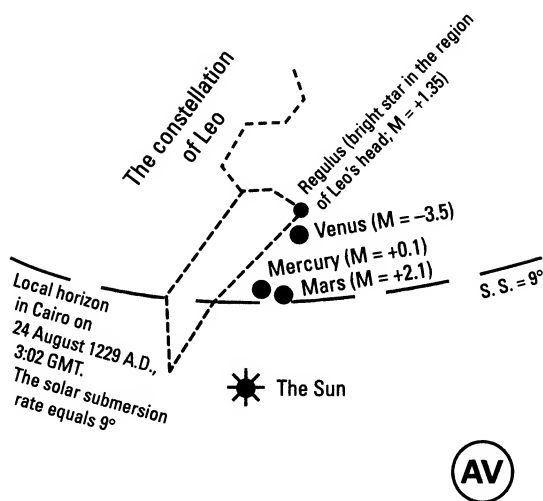 The constellation
of Leo
Regulus (bright star in the region
of Leo's head; M = +1.35)
Venus (M = –3.5)
Mercury (M = +0.1)
Mars (M = +2.1)
S. S. = 9°
Local horizon
in Cairo on
24 August 1229 A.D.,
3:02 GMT.
The solar submersion
rate equals 9°
The Sun
AV